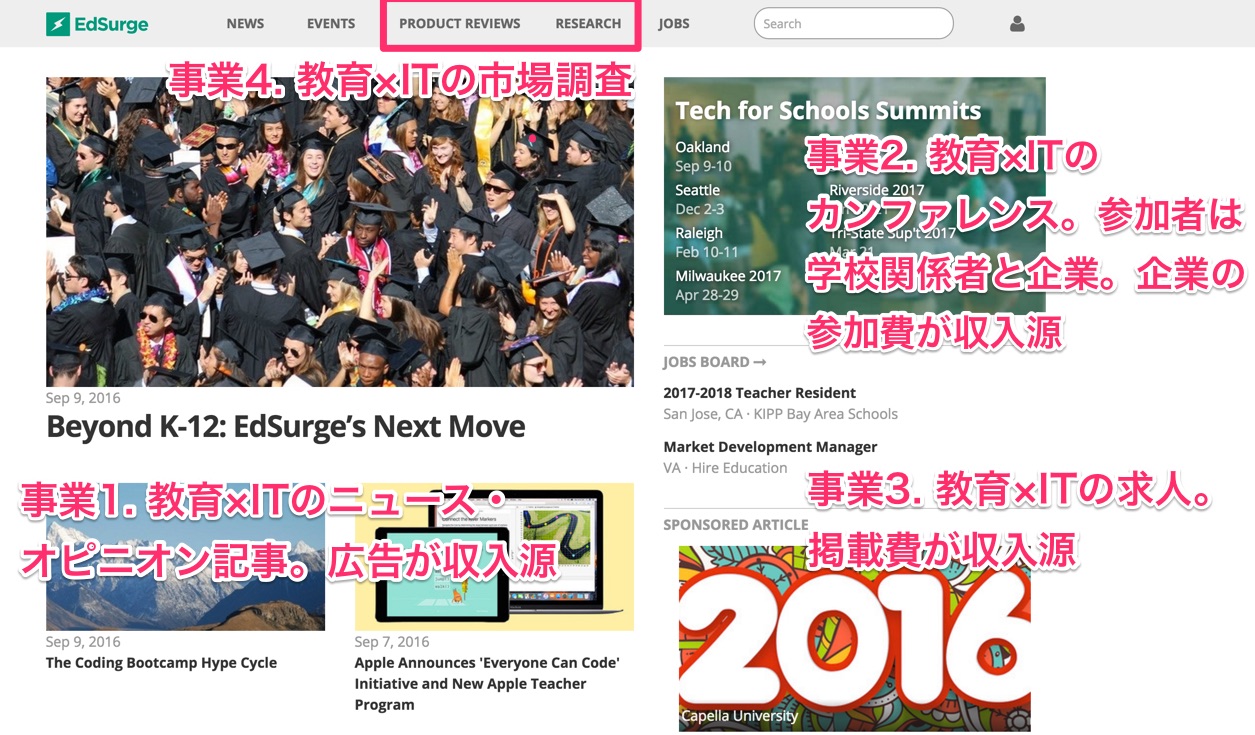 EdSurge
NEWS
EVENTS
PRODUCT REVIEWS
RESEARCH
JOBS
Search
事業4. 教育×ITの市場調査
Sep 9, 2016
Beyond K-12: EdSurge's Next Move
事業1. 教育×ITのニュース・
オピニオン記事。広告が収入源
Sep 9, 2016
The Coding Bootcamp Hype Cycle
Sep 7, 2016
Apple Announces 'Everyone Can Code'
Initiative and New Apple Teacher
Program
Tech for Schools Summits
Oakland
Sep 9-10
Seattle
Dec 2-3
Raleigh
Feb 10-11
Milwaukee 2017
Apr 28-29
Riverside 2017
Tri-State Sup't 2017
Mar 21
事業2. 教育×ITの
カンファレンス。参加者は
学校関係者と企業。企業の
参加費が収入源
JOBS BOARD →
2017-2018 Teacher Resident
San Jose, CA · KIPP Bay Area Schools
Market Development Manager
VA · Hire Education
事業3. 教育×ITの求人。
掲載費が収入源
SPONSORED ARTICLE
2016
Capella University